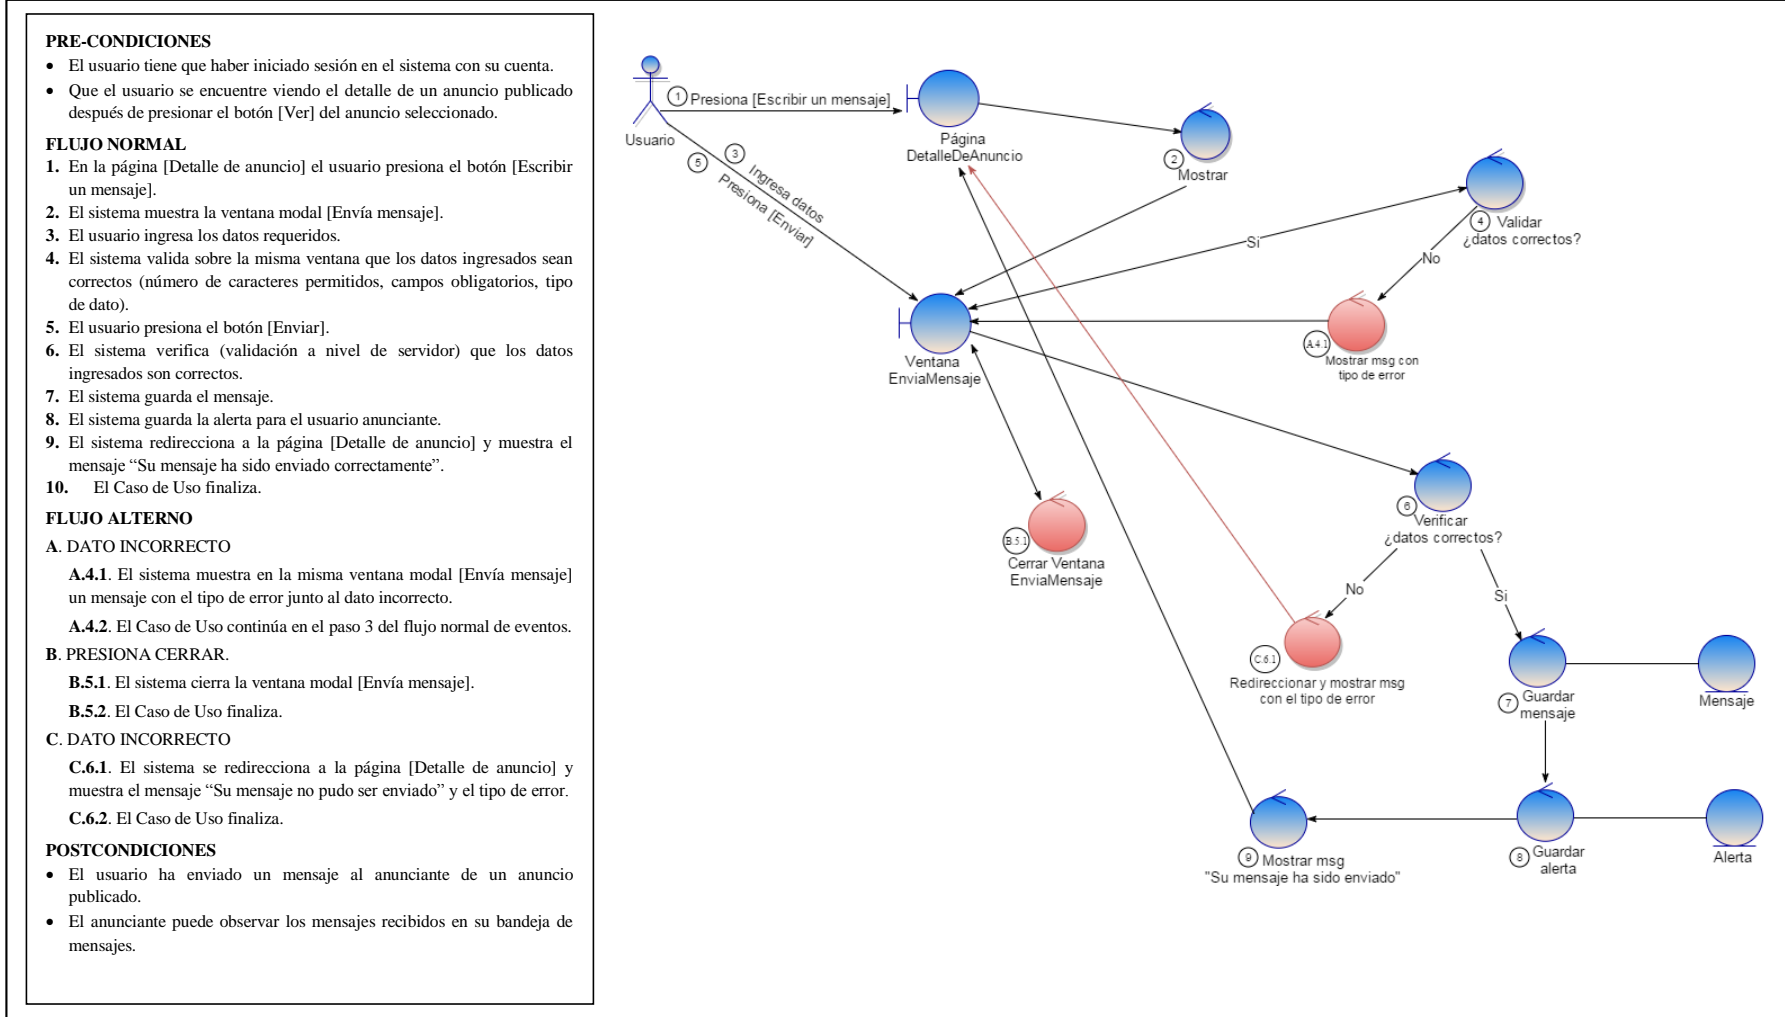 PRE-CONDICIONES
• El usuario tiene que haber iniciado sesión en el sistema con su cuenta.
• Que el usuario se encuentre viendo el detalle de un anuncio publicado
después de presionar el botón [Ver] del anuncio seleccionado.
FLUJO NORMAL
1. En la página [Detalle de anuncio] el usuario presiona el botón [Escribir
un mensaje].
2. El sistema muestra la ventana modal [Envía mensaje].
3. El usuario ingresa los datos requeridos.
4. El sistema valida sobre la misma ventana que los datos ingresados sean
correctos (número de caracteres permitidos, campos obligatorios, tipo
de dato).
5. El usuario presiona el botón [Enviar].
6. El sistema verifica (validación a nivel de servidor) que los datos
ingresados son correctos.
7. El sistema guarda el mensaje.
8. El sistema guarda la alerta para el usuario anunciante.
9. El sistema redirecciona a la página [Detalle de anuncio] y muestra el
mensaje “Su mensaje ha sido enviado correctamente”.
10. El Caso de Uso finaliza.
FLUJO ALTERNO
A. DATO INCORRECTO
A.4.1. El sistema muestra en la misma ventana modal [Envía mensaje]
un mensaje con el tipo de error junto al dato incorrecto.
A.4.2. El Caso de Uso continúa en el paso 3 del flujo normal de eventos.
B. PRESIONA CERRAR.
B.5.1. El sistema cierra la ventana modal [Envía mensaje].
B.5.2. El Caso de Uso finaliza.
C. DATO INCORRECTO
C.6.1. El sistema se redirecciona a la página [Detalle de anuncio] y
muestra el mensaje “Su mensaje no pudo ser enviado” y el tipo de error.
C.6.2. El Caso de Uso finaliza.
POSTCONDICIONES
• El usuario ha enviado un mensaje al anunciante de un anuncio
publicado.
• El anunciante puede observar los mensajes recibidos en su bandeja de
mensajes.
Usuario
1 Presiona [Escribir un mensaje]
Página
DetalleDeAnuncio
2
Mostrar
3 Ingresa datos
5 Presiona [Enviar]
4 Validar
¿datos correctos?
Si
No
A.4.1
Mostrar msg con
tipo de error
Ventana
EnviaMensaje
B.5.1
Cerrar Ventana
EnviaMensaje
6
Verificar
¿datos correctos?
No
Si
C.6.1
Redireccionar y mostrar msg
con el tipo de error
7 Guardar
mensaje
Mensaje
8 Guardar
alerta
Alerta
9 Mostrar msg
"Su mensaje ha sido enviado"